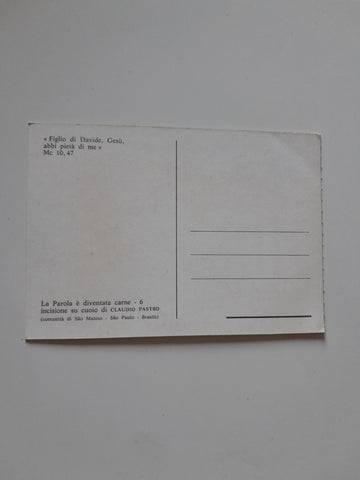 « Figlio di Davide, Gesù,
abbi pietà di me »
Mc 10, 47
La Parola è diventata carne - 6
incisione su cuoio di CLAUDIO PASTRO
(comunità di São Mateus - São Paulo - Brasile)